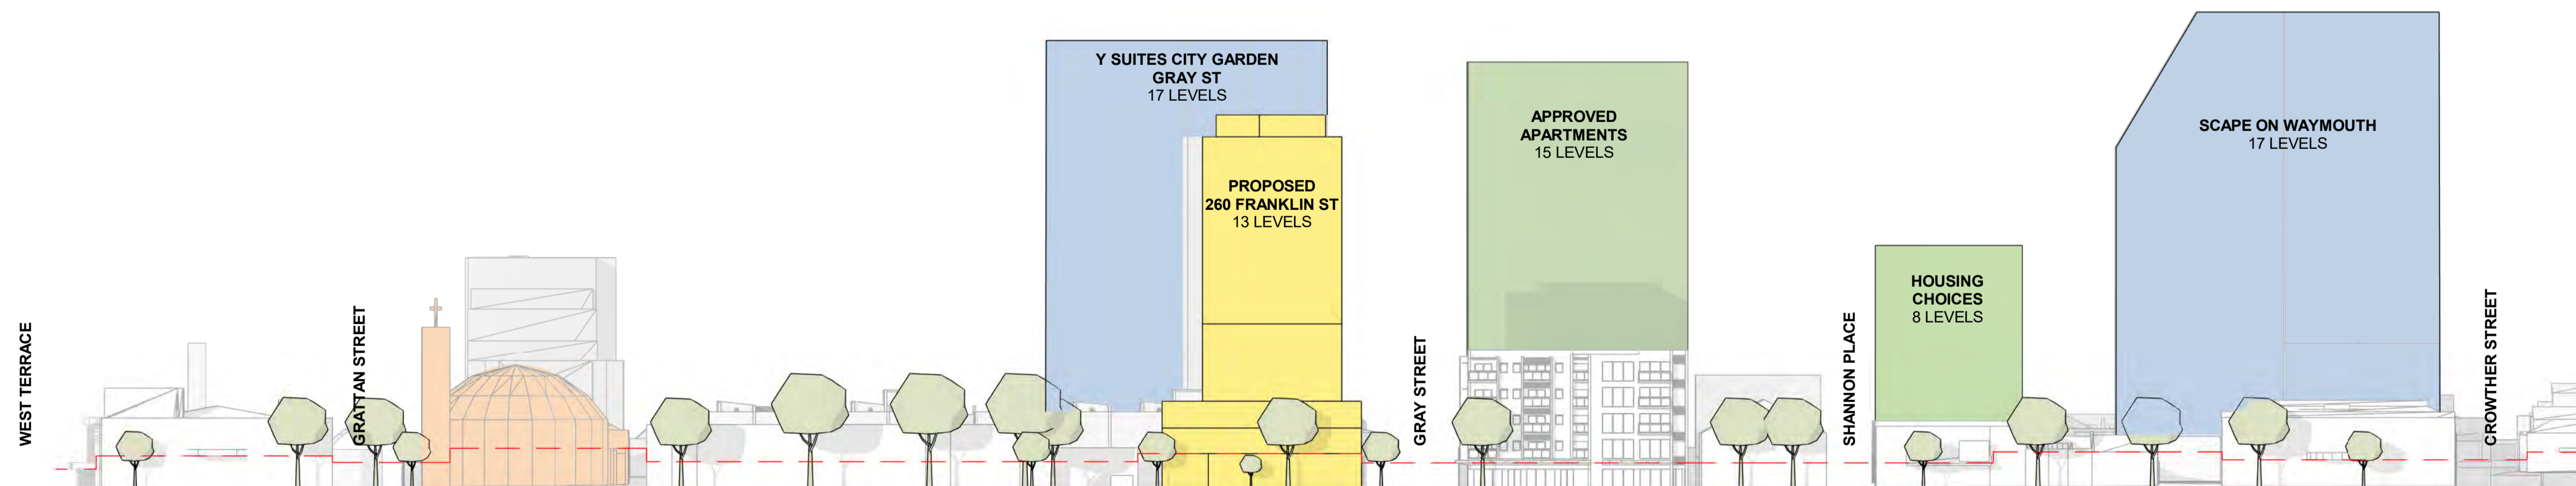 WEST TERRACE
GRATTAN STREET
Y SUITES CITY GARDEN
GRAY ST
17 LEVELS
PROPOSED
260 FRANKLIN ST
13 LEVELS
GRAY STREET
APPROVED
APARTMENTS
15 LEVELS
SHANNON PLACE
HOUSING
CHOICES
8 LEVELS
SCAPE ON WAYMOUTH
17 LEVELS
CROWTHER STREET